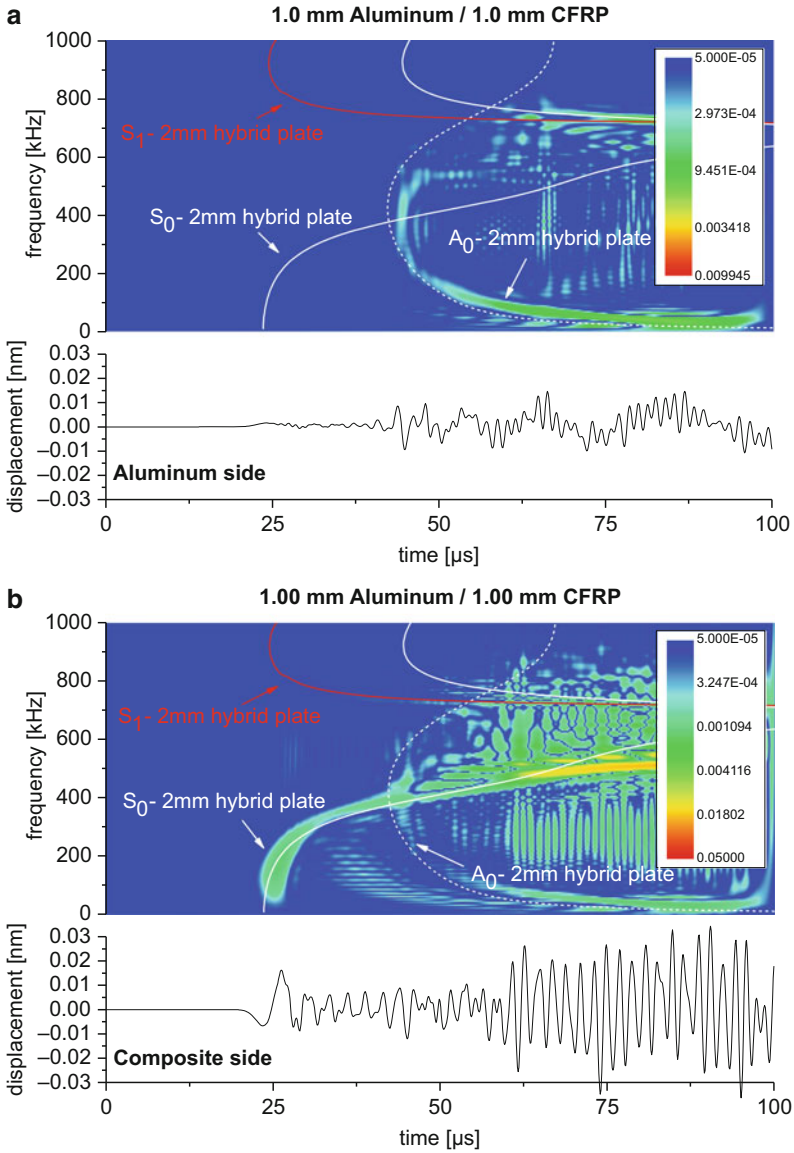 a
1.0 mm Aluminum / 1.0 mm CFRP
1000
800
600
400
200
0
frequency [kHz]
S1- 2mm hybrid plate
S0- 2mm hybrid plate
A0- 2mm hybrid plate
5.000E-05
2.973E-04
9.451E-04
0.003418
0.009945
0.03
0.02
0.01
0.00
–0.01
–0.02
–0.03
displacement [nm]
Aluminum side
0 25 50 75 100
time [µs]
b
1.00 mm Aluminum / 1.00 mm CFRP
1000
800
600
400
200
0
frequency [kHz]
S1- 2mm hybrid plate
S0- 2mm hybrid plate
A0- 2mm hybrid plate
5.000E-05
3.247E-04
0.001094
0.004116
0.01802
0.05000
0.03
0.02
0.01
0.00
–0.01
–0.02
–0.03
displacement [nm]
Composite side
0 25 50 75 100
time [µs]